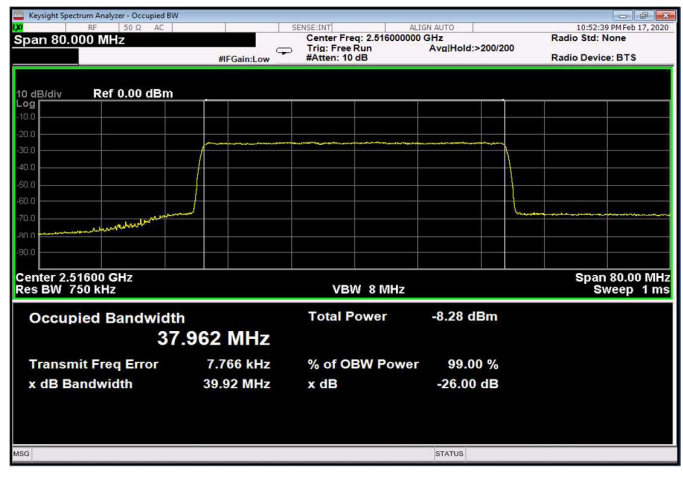 Keysight Spectrum Analyzer - Occupied BW
RF 50 Ω AC SENSE:INT ALIGN AUTO 10:52:39 PM Feb 17, 2020
Span 80.000 MHz
Center Freq: 2.516000000 GHz Radio Std: None
Trig: Free Run Avg|Hold:>200/200
#IFGain:Low #Atten: 10 dB Radio Device: BTS
10 dB/div Ref 0.00 dBm
Log
-10.0
-20.0
-30.0
-40.0
-50.0
-60.0
-70.0
-80.0
-90.0
Center 2.51600 GHz Span 80.00 MHz
Res BW 750 kHz VBW 8 MHz Sweep 1 ms
Occupied Bandwidth Total Power -8.28 dBm
37.962 MHz
Transmit Freq Error 7.766 kHz % of OBW Power 99.00 %
x dB Bandwidth 39.92 MHz x dB -26.00 dB
MSG STATUS